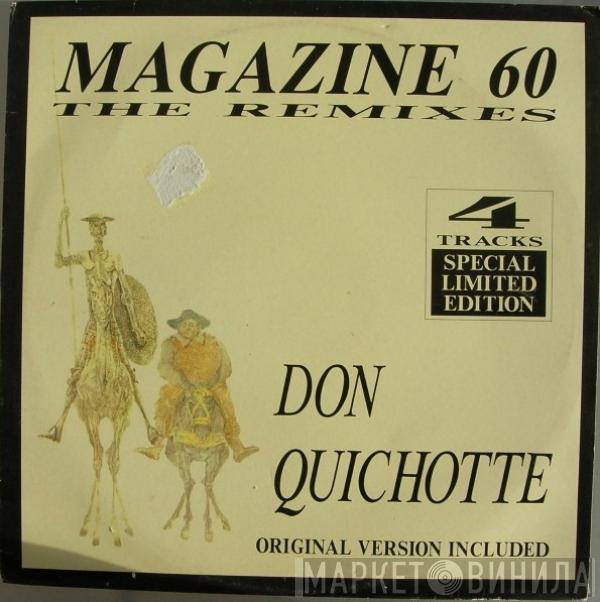 MAGAZINE 60
THE REMIXES
4
TRACKS
SPECIAL
LIMITED
EDITION
DON
QUICHOTTE
ORIGINAL VERSION INCLUDED
МАРКЕТ ВИНИЛА